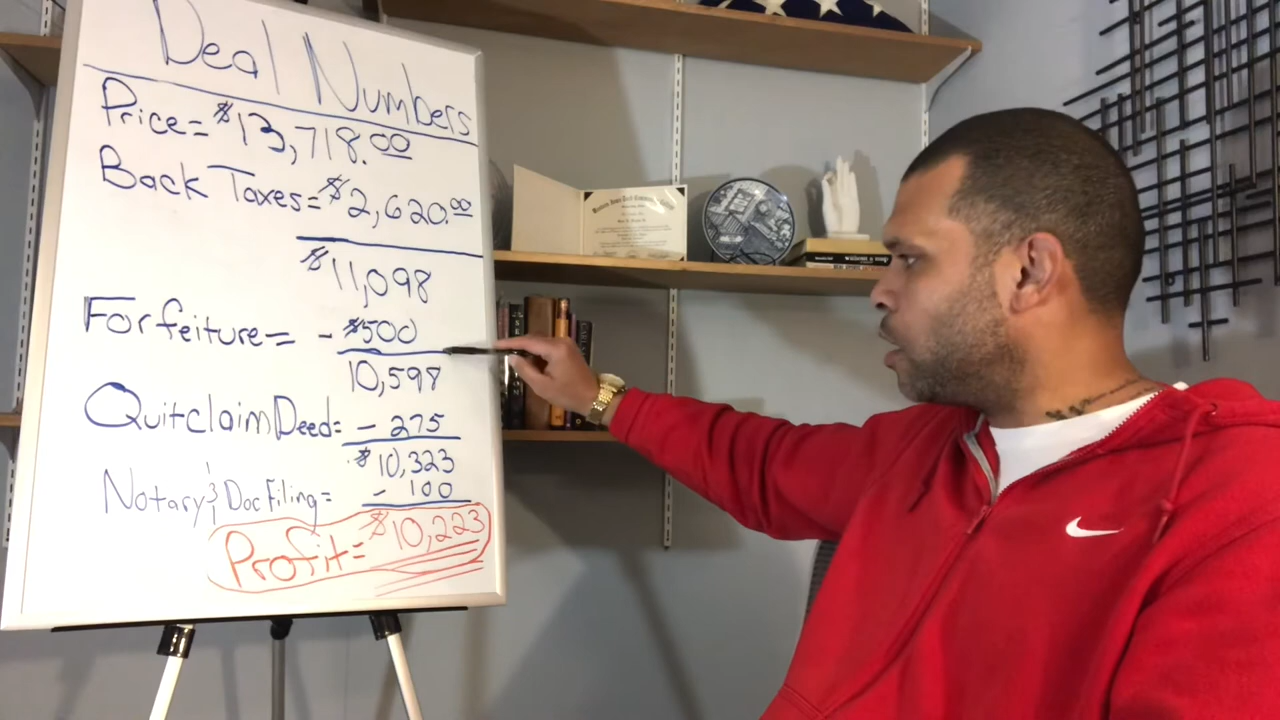 Deal Numbers
Price= $13,718.00
Back Taxes= $2,620.00
$11,098
Forfeiture= - $500
10,598
Quitclaim Deed= - 275
$10,323
Notary & Doc Filing= - 100
Profit= $10,223